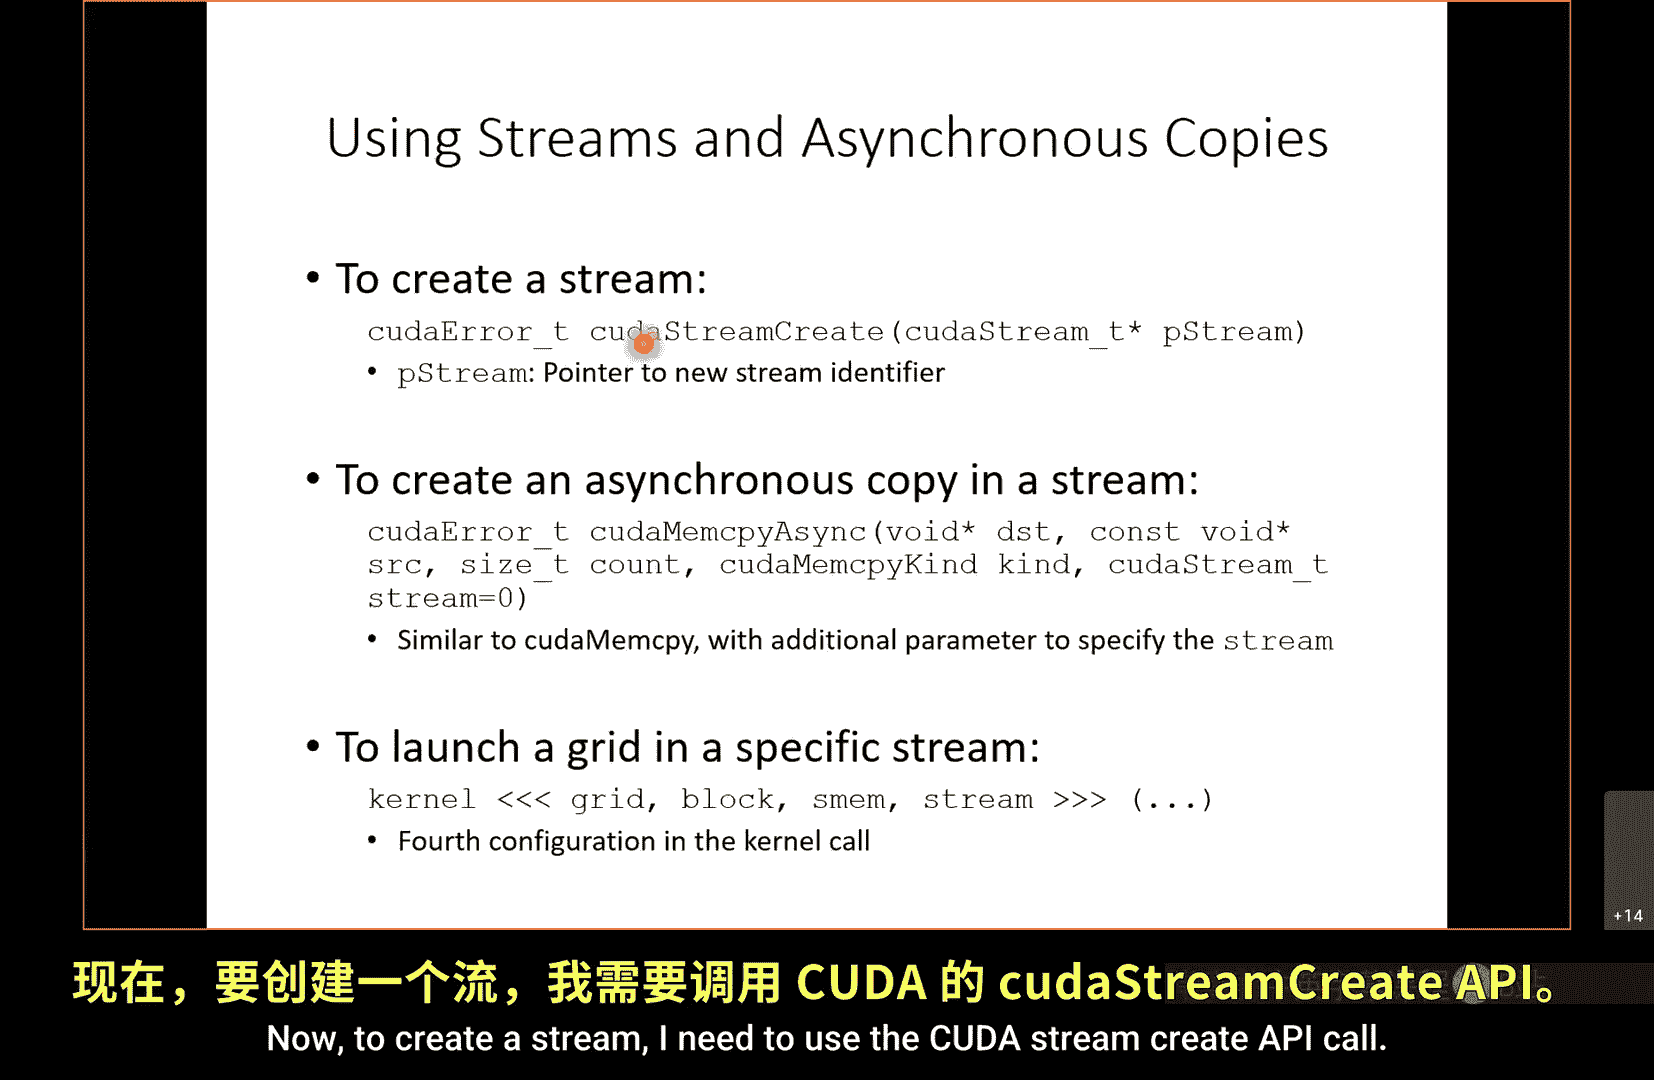 Using Streams and Asynchronous Copies
• To create a stream:
cudaError_t cudaStreamCreate(cudaStream_t* pStream)
• pStream: Pointer to new stream identifier
• To create an asynchronous copy in a stream:
cudaError_t cudaMemcpyAsync(void* dst, const void*
src, size_t count, cudaMemcpyKind kind, cudaStream_t
stream=0)
• Similar to cudaMemcpy, with additional parameter to specify the stream
• To launch a grid in a specific stream:
kernel <<< grid, block, smem, stream >>> (...)
• Fourth configuration in the kernel call
+14
现在，要创建一个流，我需要调用 CUDA 的 cudaStreamCreate API。
Now, to create a stream, I need to use the CUDA stream create API call.